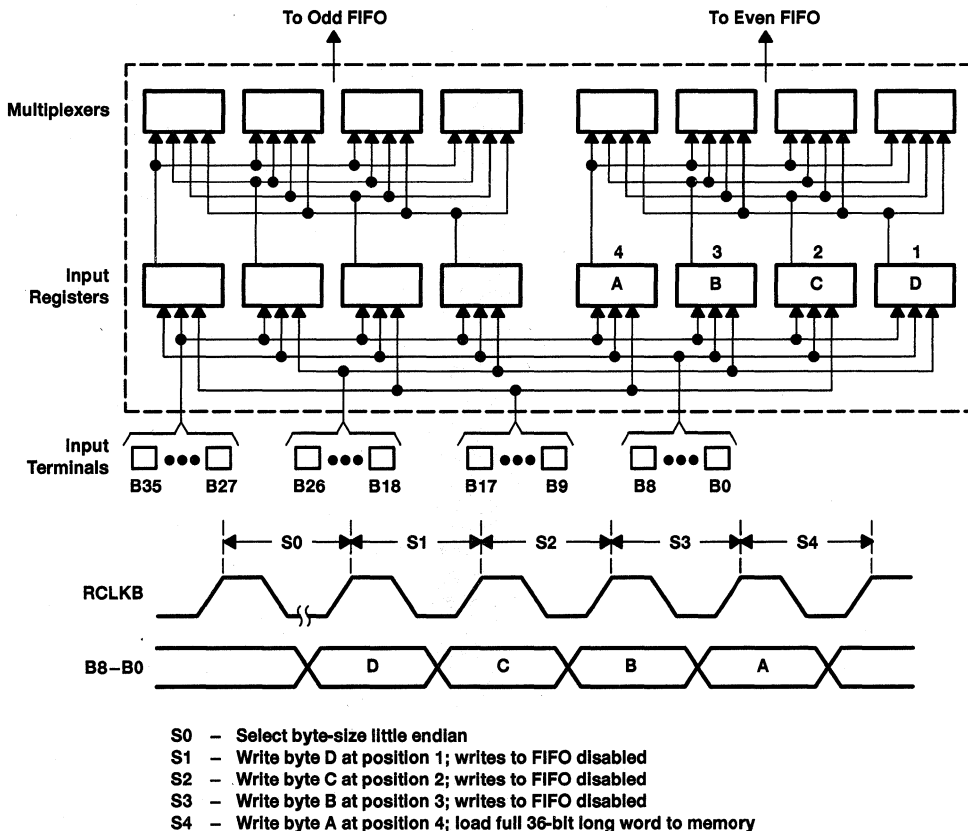 To Odd FIFO To Even FIFO
Multiplexers
4 3 2 1
Input
Registers
A B C D
Input
Terminals
B35 B27 B26 B18 B17 B9 B8 B0
S0 S1 S2 S3 S4
RCLKB
B8–B0 D C B A
S0 – Select byte-size little endian
S1 – Write byte D at position 1; writes to FIFO disabled
S2 – Write byte C at position 2; writes to FIFO disabled
S3 – Write byte B at position 3; writes to FIFO disabled
S4 – Write byte A at position 4; load full 36-bit long word to memory